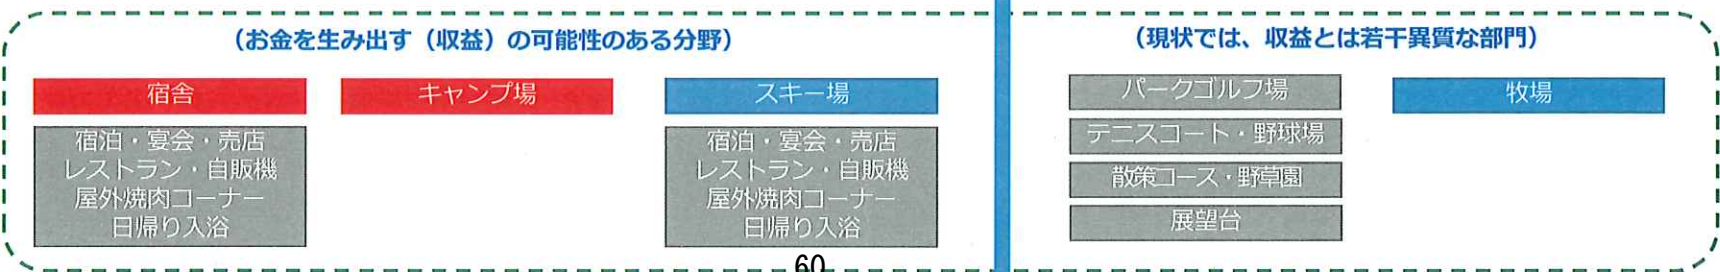 （お金を生み出す（収益）の可能性のある分野）
宿舎
キャンプ場
スキー場
宿泊・宴会・売店
レストラン・自販機
屋外焼肉コーナー
日帰り入浴
宿泊・宴会・売店
レストラン・自販機
屋外焼肉コーナー
日帰り入浴
（現状では、収益とは若干異質な部門）
パークゴルフ場
牧場
テニスコート・野球場
散策コース・野草園
展望台
60